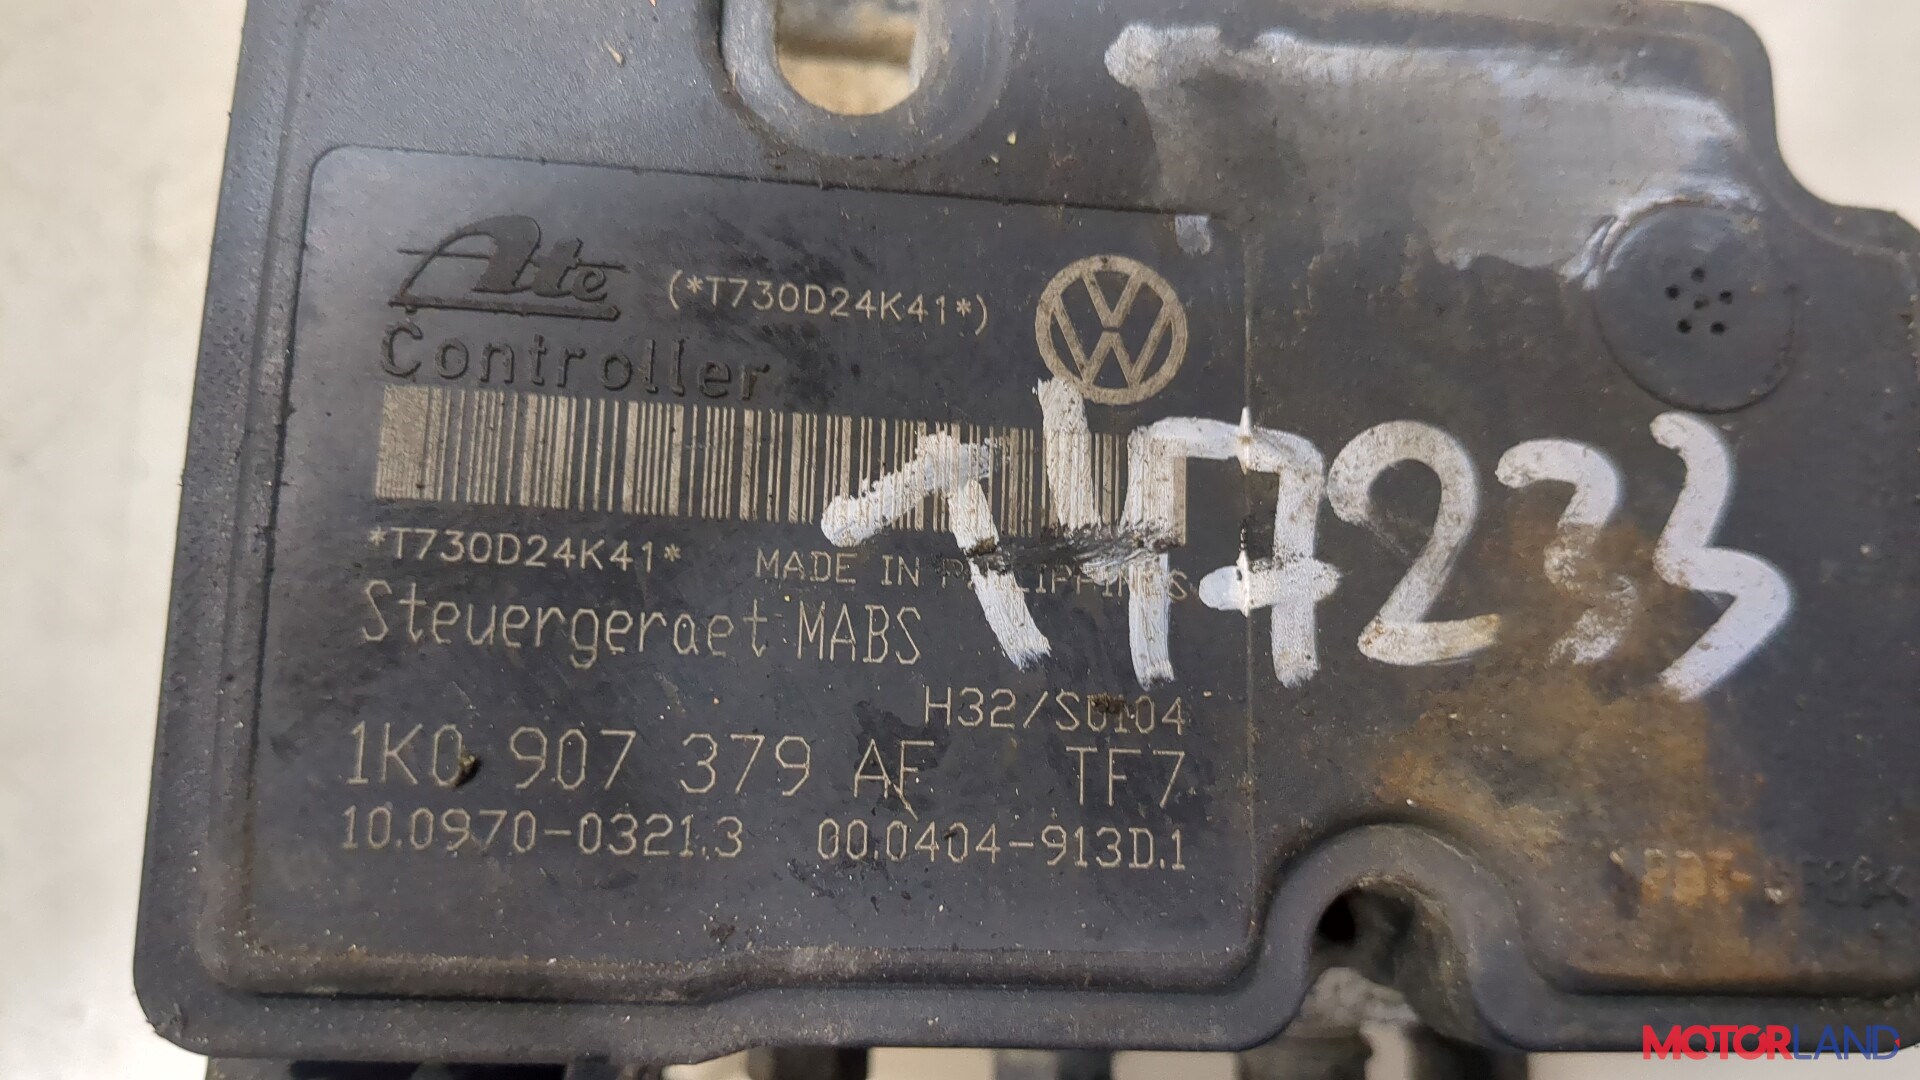 Ate
(*T730D24K41*)
Controller
*T730D24K41*
MADE IN PHILIPPINES
Steuergeraet MABS
H32/S0104
1K0 907 379 AF
TF7
10.0970-0321.3
00.0404-913D.1
MOTORLAND